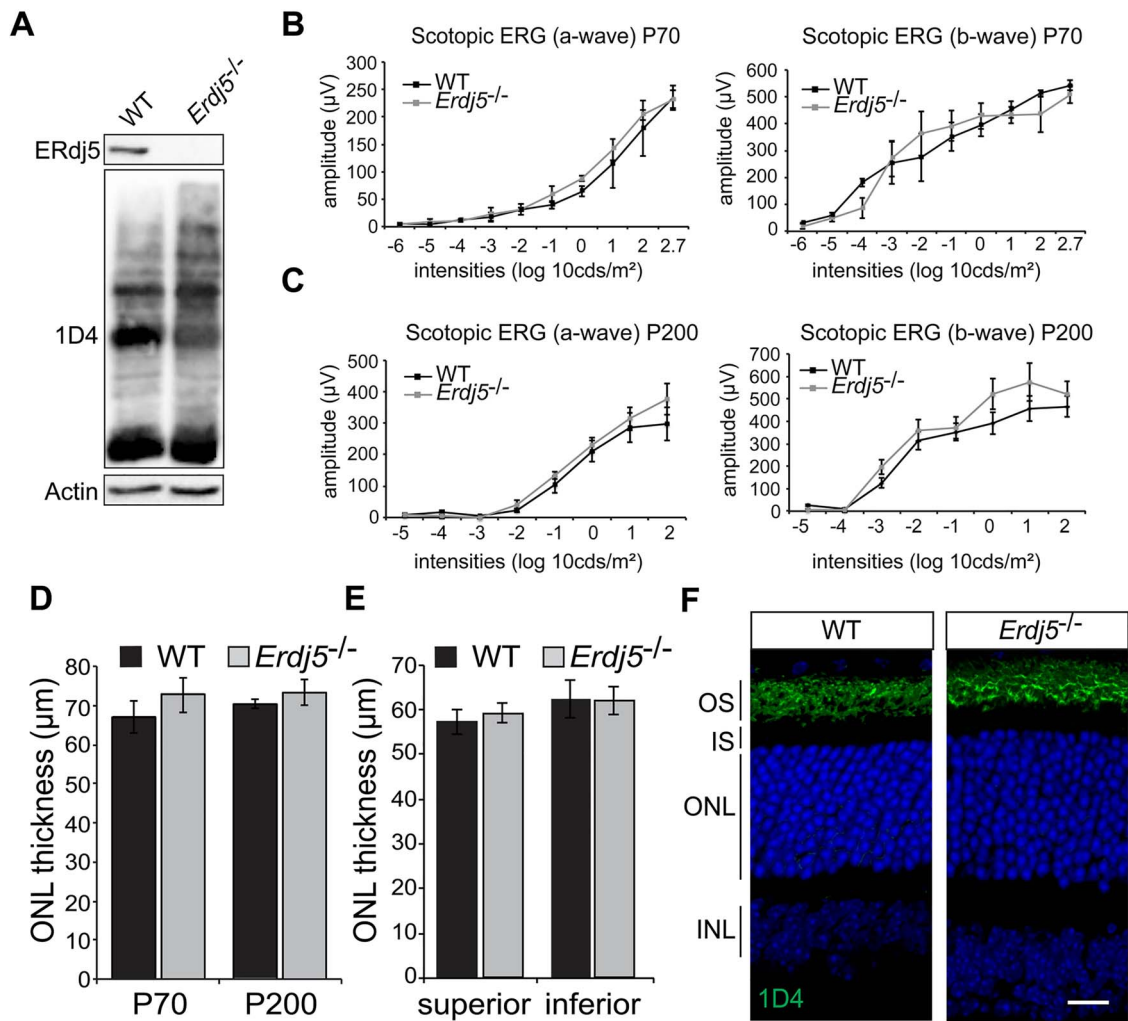 A
WT
Erdj5-/-
ERdj5
1D4
Actin
B
Scotopic ERG (a-wave) P70
WT
Erdj5-/-
amplitude (µV)
300
250
200
150
100
50
0
-6 -5 -4 -3 -2 -1 0 1 2 2.7
intensities (log 10cds/m²)
Scotopic ERG (b-wave) P70
WT
Erdj5-/-
amplitude (µV)
600
500
400
300
200
100
0
-6 -5 -4 -3 -2 -1 0 1 2 2.7
intensities (log 10cds/m²)
C
Scotopic ERG (a-wave) P200
WT
Erdj5-/-
amplitude (µV)
500
400
300
200
100
0
-5 -4 -3 -2 -1 0 1 2
intensities (log 10cds/m²)
Scotopic ERG (b-wave) P200
WT
Erdj5-/-
amplitude (µV)
700
600
500
400
300
200
100
0
-5 -4 -3 -2 -1 0 1 2
intensities (log 10cds/m²)
D
WT Erdj5-/-
ONL thickness (µm)
80
70
60
50
40
30
20
10
0
P70 P200
E
WT Erdj5-/-
ONL thickness (µm)
70
60
50
40
30
20
10
0
superior inferior
F
WT
Erdj5-/-
OS
IS
ONL
INL
1D4